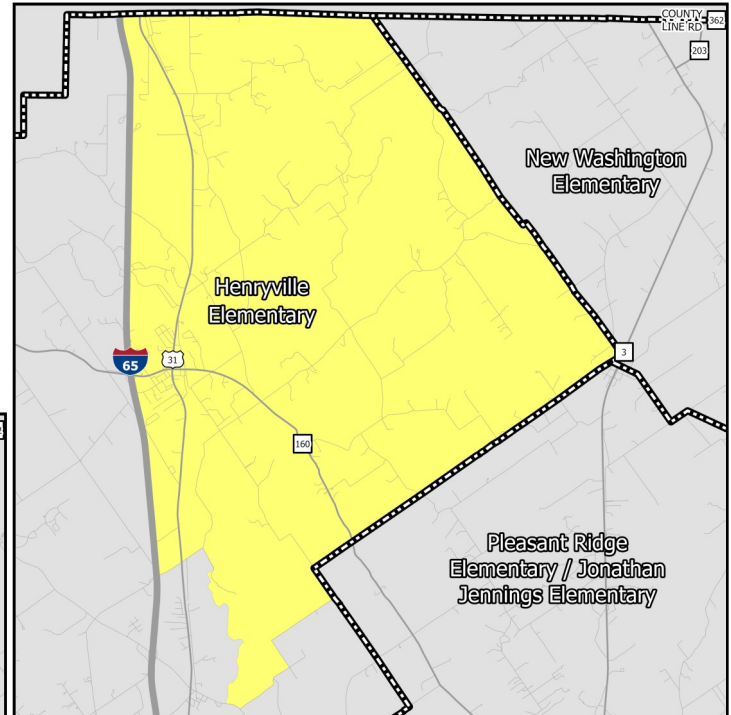 COUNTY
LINE RD
362
203
New Washington
Elementary
Henryville
Elementary
3
31
65
160
Pleasant Ridge
Elementary / Jonathan
Jennings Elementary